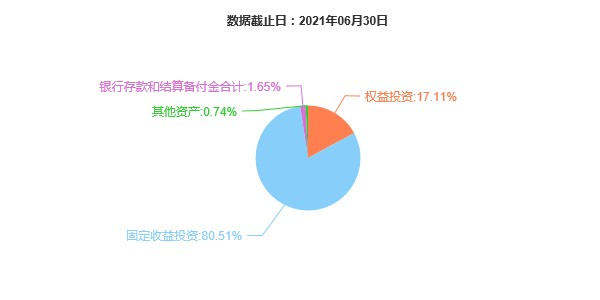 数据截止日：2021年06月30日
银行存款和结算备付金合计:1.65%
权益投资:17.11%
其他资产:0.74%
固定收益投资:80.51%